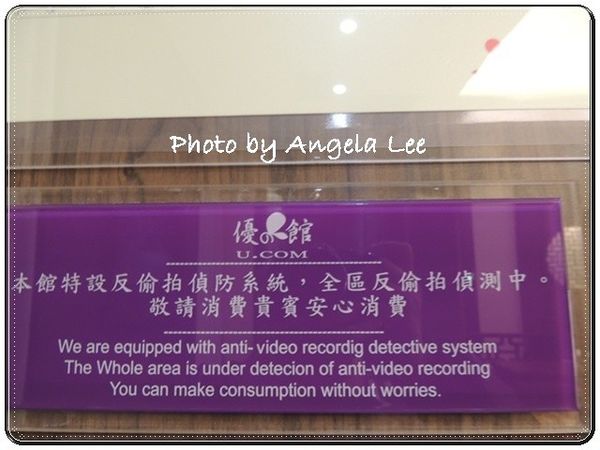 Photo by Angela Lee
優の館
U.COM
本館特設反偷拍偵防系統，全區反偷拍偵測中。
敬請消費貴賓安心消費
We are equipped with anti- video recordig detective system
The Whole area is under detecion of anti-video recording
You can make consumption without worries.